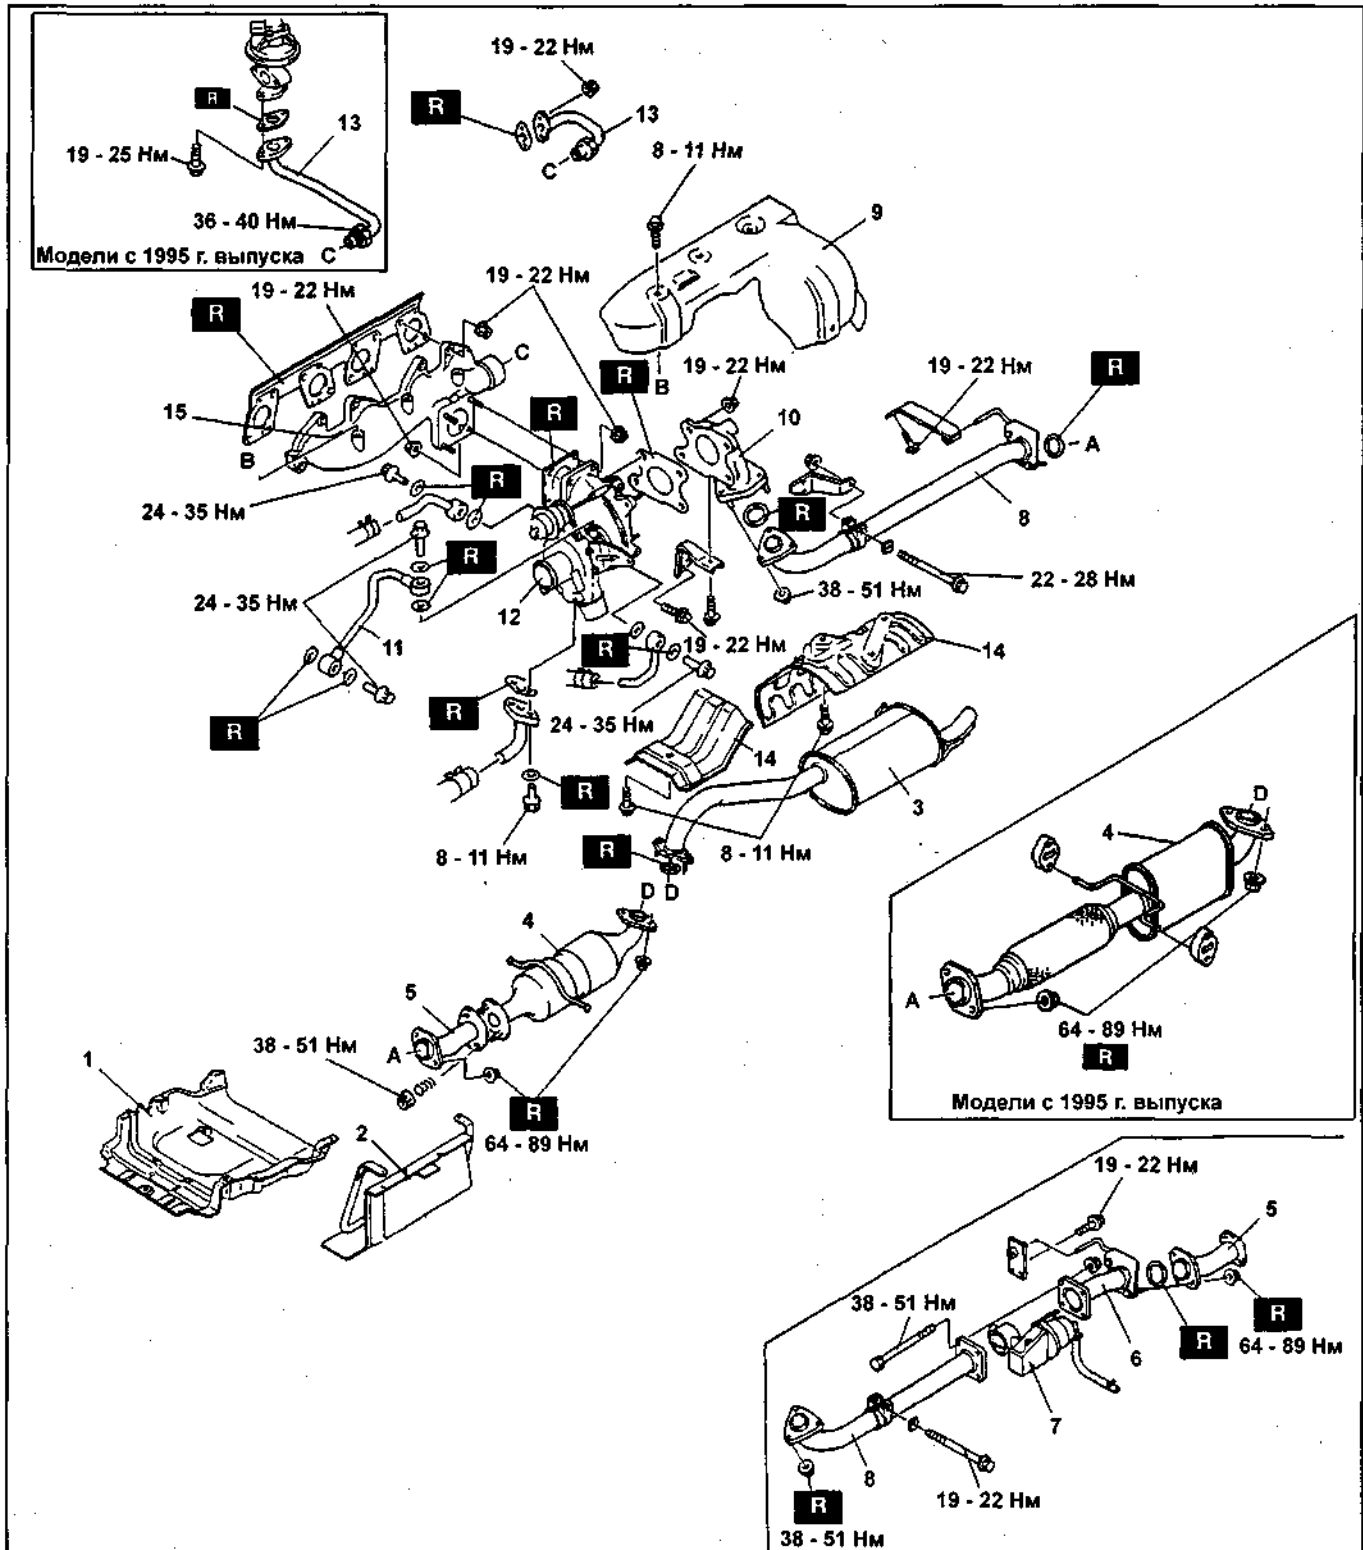 19 - 22 Нм
R
R
13
13
19 - 25 Нм
8 - 11 Нм
C
9
36 - 40 Нм
Модели с 1995 г. выпуска C
19 - 22 Нм
19 - 22 Нм
R
C
19 - 22 Нм
R
B
19 - 22 Нм
R
15
R
10
A
B
R
24 - 35 Нм
R
8
R
38 - 51 Нм
22 - 28 Нм
24 - 35 Нм
12
11
19 - 22 Нм
14
R
R
R
24 - 35 Нм
14
R
3
D
4
8 - 11 Нм
R
8 - 11 Нм
D
D
4
5
A
64 - 89 Нм
R
38 - 51 Нм
A
1
R
Модели с 1995 г. выпуска
2
64 - 89 Нм
19 - 22 Нм
5
38 - 51 Нм
R
R
6
64 - 89 Нм
7
8
R
19 - 22 Нм
38 - 51 Нм